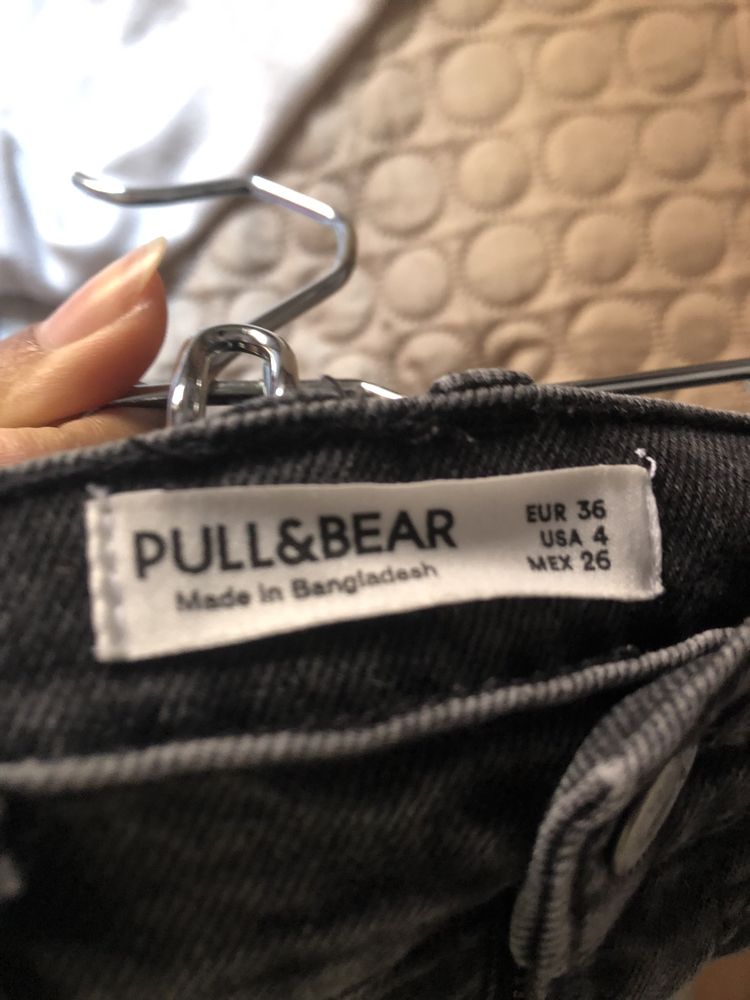 PULL&BEAR
Made in Bangladesh
EUR 36
USA 4
MEX 26